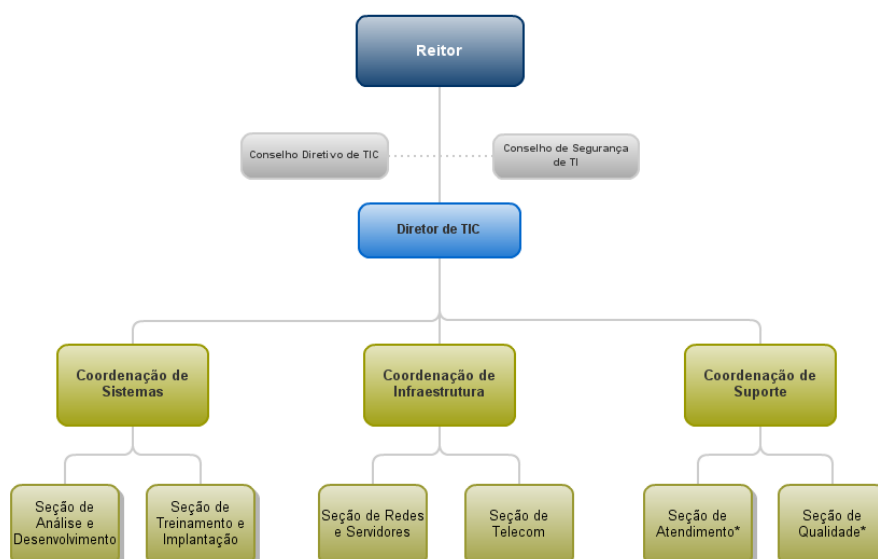 Reitor
Conselho Diretivo de TIC
Conselho de Segurança
de TI
Diretor de TIC
Coordenação de
Sistemas
Coordenação de
Infraestrutura
Coordenação de
Suporte
Seção de
Análise e
Desenvolvimento
Seção de
Treinamento e
Implantação
Seção de Redes
e Servidores
Seção de
Telecom
Seção de
Atendimento*
Seção de
Qualidade*